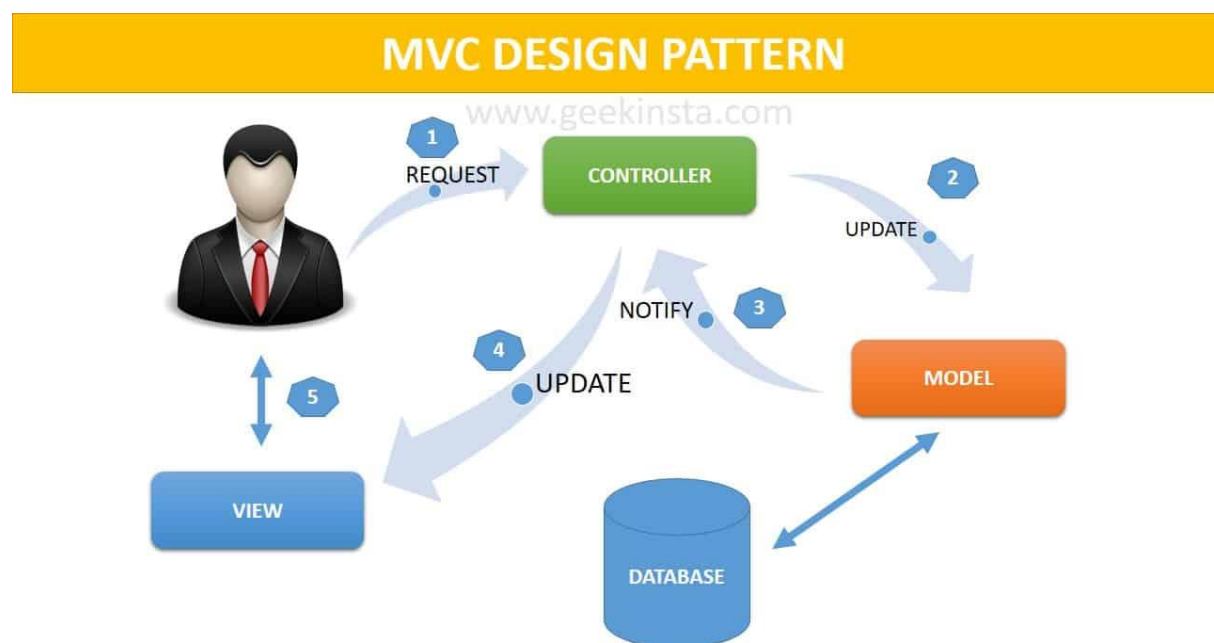 MVC DESIGN PATTERN
www.geekinsta.com
1
REQUEST
CONTROLLER
2
UPDATE
NOTIFY
3
4
UPDATE
MODEL
5
VIEW
DATABASE